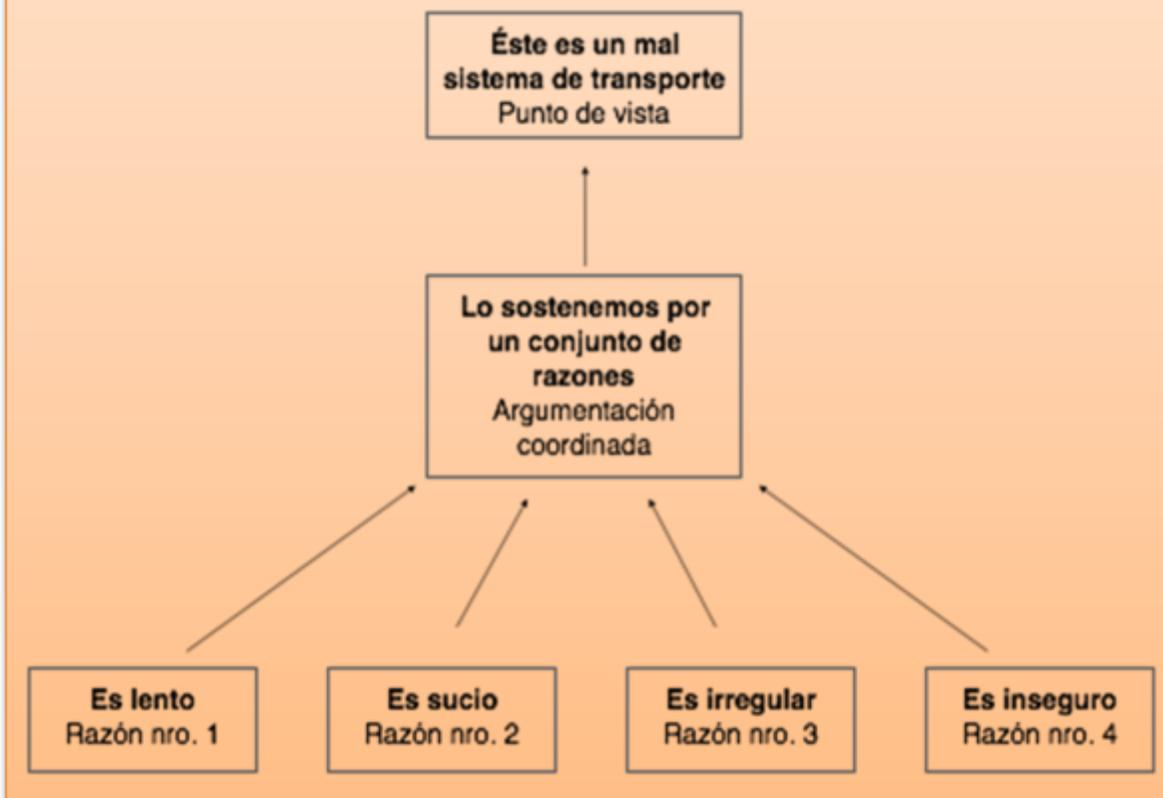 Éste es un mal
sistema de transporte
Punto de vista
Lo sostenemos por
un conjunto de
razones
Argumentación
coordinada
Es lento
Razón nro. 1
Es sucio
Razón nro. 2
Es irregular
Razón nro. 3
Es inseguro
Razón nro. 4